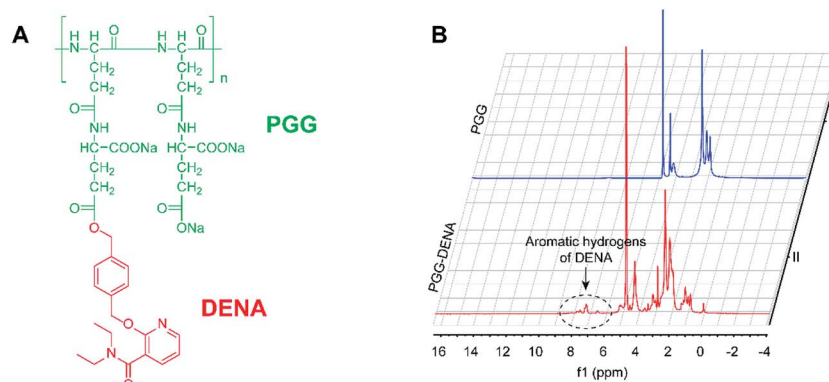 A
B
H
N
O
H
N
O
n
CH2
CH2
CH2
CH2
O
NH
O
NH
HC
COONa
HC
COONa
CH2
CH2
CH2
CH2
O
O
O
ONa
PGG
DENA
O
N
N
O
PGG
PGG-DENA
Aromatic hydrogens
of DENA
II
16 14 12 10 8 6 4 2 0 -2 -4
f1 (ppm)